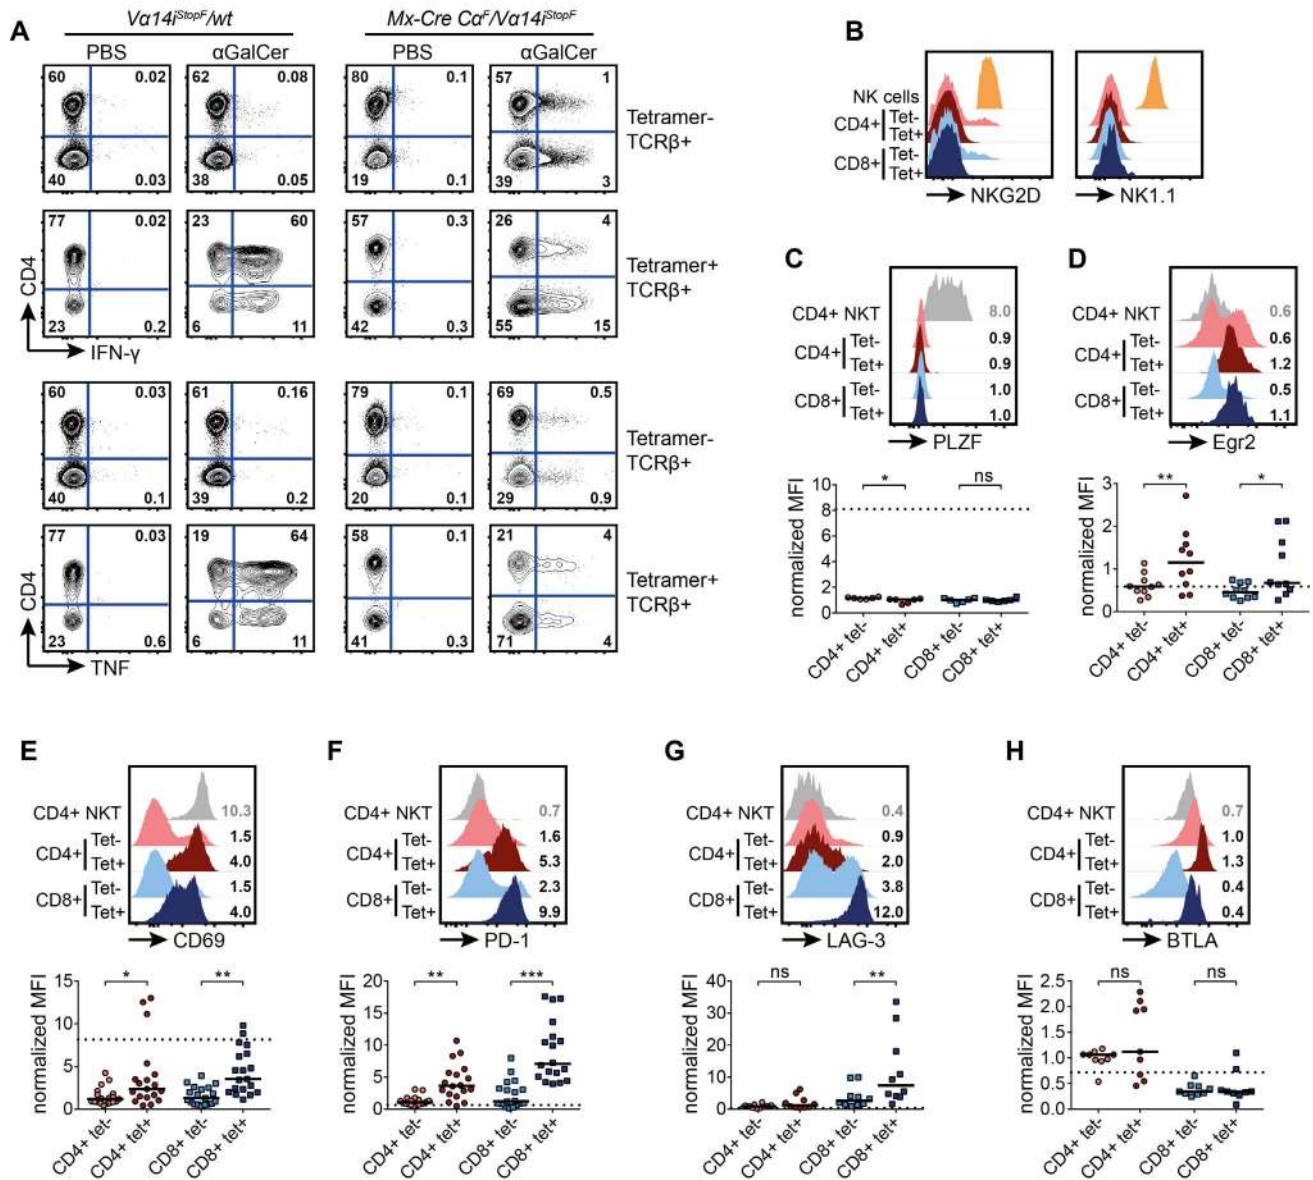 A
Vα14iStopF/wt
Mx-Cre CαF/Vα14iStopF
PBS
αGalCer
PBS
αGalCer
60 0.02 62 0.08 80 0.1 57 1
40 0.03 38 0.05 19 0.1 39 3
Tetramer-
TCRβ+
77 0.02 23 60 57 0.3 26 4
23 0.2 6 11 42 0.3 55 15
Tetramer+
TCRβ+
CD4
IFN-γ
60 0.03 61 0.16 79 0.1 69 0.5
40 0.1 39 0.2 20 0.1 29 0.9
Tetramer-
TCRβ+
77 0.03 19 64 58 0.1 21 4
23 0.6 6 11 41 0.3 71 4
Tetramer+
TCRβ+
CD4
TNF
B
NK cells
CD4+ Tet-
Tet+
CD8+ Tet-
Tet+
NKG2D
NK1.1
C
CD4+ NKT 8.0
CD4+ Tet- 0.9
Tet+ 0.9
CD8+ Tet- 1.0
Tet+ 1.0
PLZF
normalized MFI
10
8
6
4
2
0
* ns
CD4+ tet-
CD4+ tet+
CD8+ tet-
CD8+ tet+
D
CD4+ NKT 0.6
CD4+ Tet- 0.6
Tet+ 1.2
CD8+ Tet- 0.5
Tet+ 1.1
Egr2
normalized MFI
3
2
1
0
** *
CD4+ tet-
CD4+ tet+
CD8+ tet-
CD8+ tet+
E
CD4+ NKT 10.3
CD4+ Tet- 1.5
Tet+ 4.0
CD8+ Tet- 1.5
Tet+ 4.0
CD69
normalized MFI
15
10
5
0
* **
CD4+ tet-
CD4+ tet+
CD8+ tet-
CD8+ tet+
F
CD4+ NKT 0.7
CD4+ Tet- 1.6
Tet+ 5.3
CD8+ Tet- 2.3
Tet+ 9.9
PD-1
normalized MFI
20
15
10
5
0
** ***
CD4+ tet-
CD4+ tet+
CD8+ tet-
CD8+ tet+
G
CD4+ NKT 0.4
CD4+ Tet- 0.9
Tet+ 2.0
CD8+ Tet- 3.8
Tet+ 12.0
LAG-3
normalized MFI
40
30
20
10
0
ns **
CD4+ tet-
CD4+ tet+
CD8+ tet-
CD8+ tet+
H
CD4+ NKT 0.7
CD4+ Tet- 1.0
Tet+ 1.3
CD8+ Tet- 0.4
Tet+ 0.4
BTLA
normalized MFI
2.5
2.0
1.5
1.0
0.5
0.0
ns ns
CD4+ tet-
CD4+ tet+
CD8+ tet-
CD8+ tet+